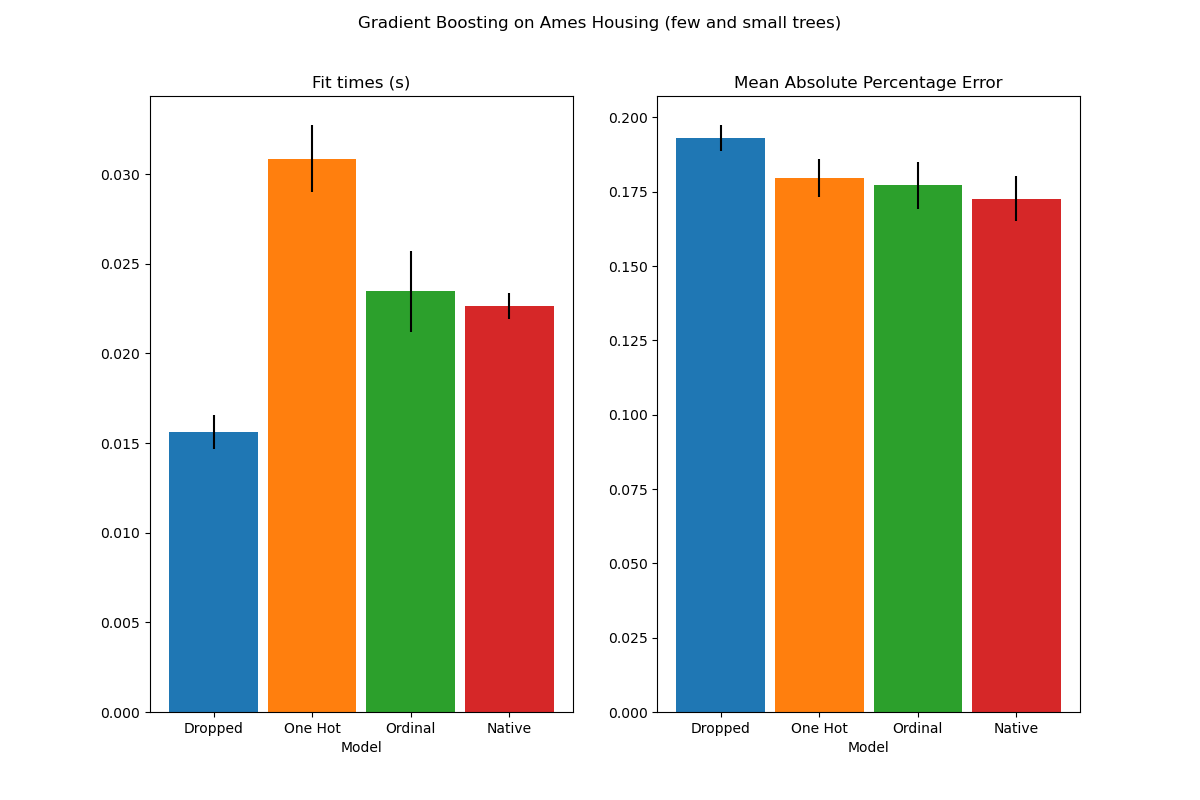 Gradient Boosting on Ames Housing (few and small trees)
Fit times (s)
0.030
0.025
0.020
0.015
0.010
0.005
0.000
Dropped One Hot Ordinal Native
Model
Mean Absolute Percentage Error
0.200
0.175
0.150
0.125
0.100
0.075
0.050
0.025
0.000
Dropped One Hot Ordinal Native
Model